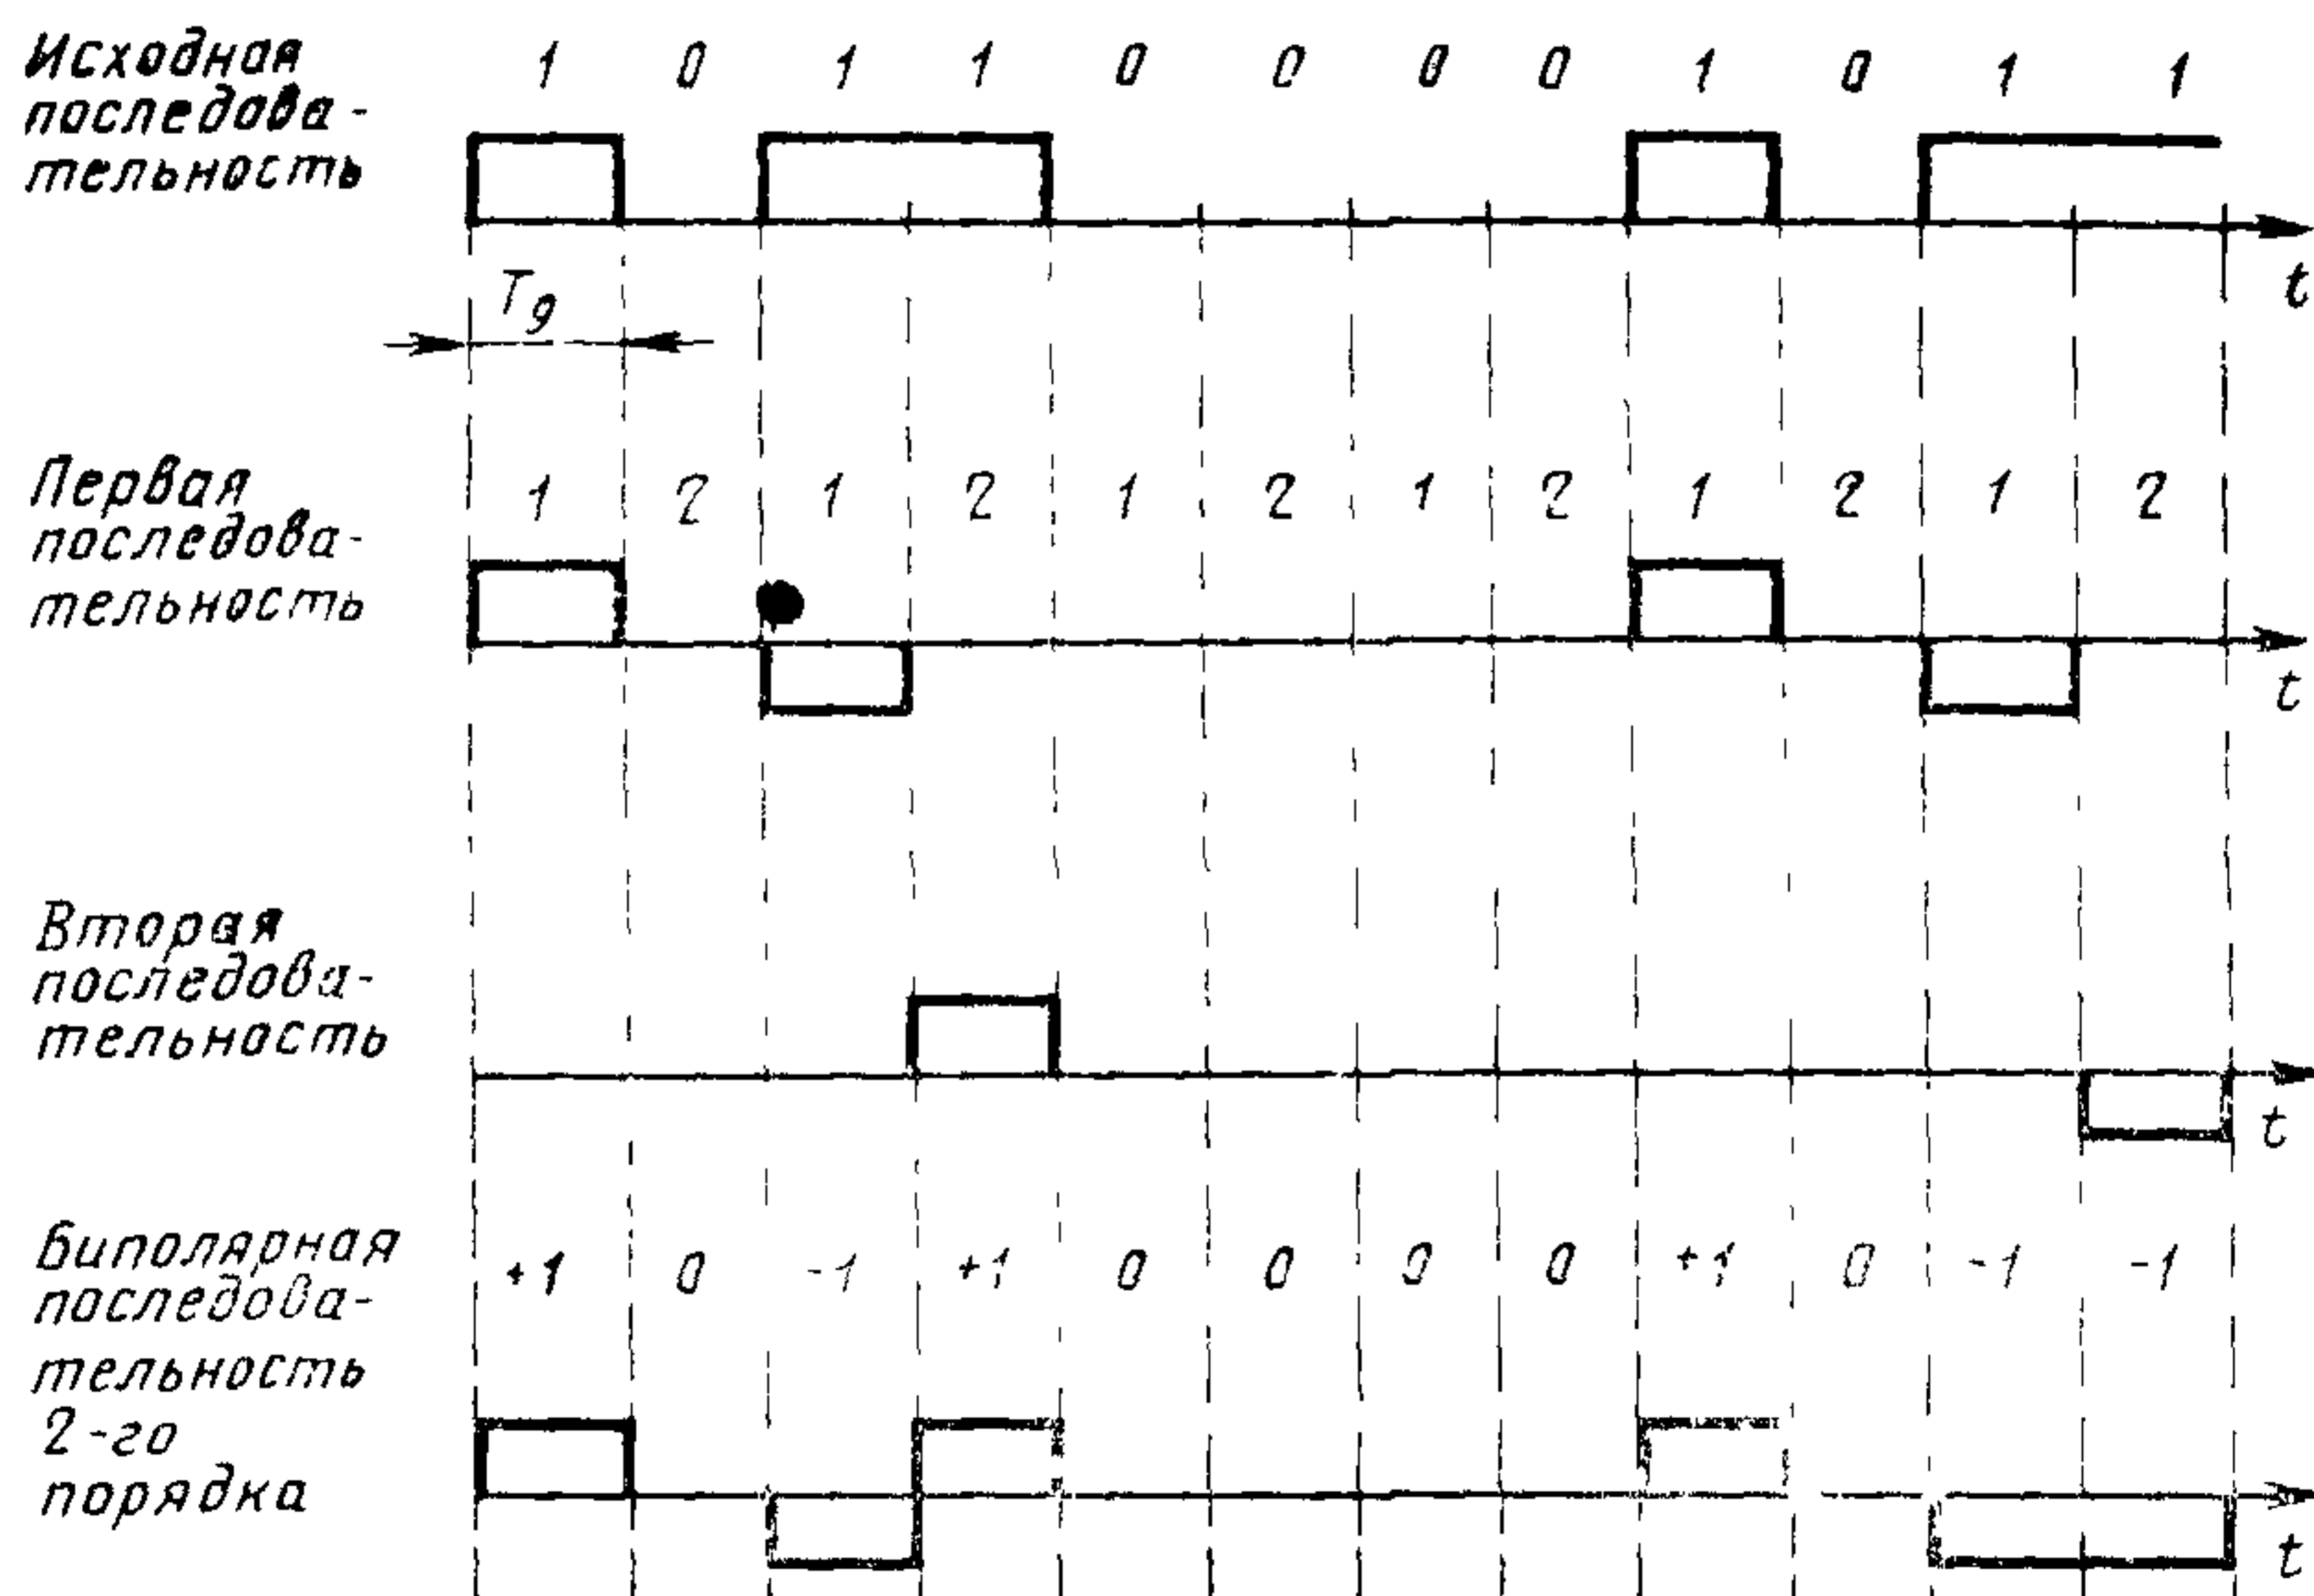 Исходная
последова-
тельность
1 0 1 1 0 0 0 0 1 0 1 1
t
Tд
Первая
последова-
тельность
1 2 1 2 1 2 1 2 1 2 1 2
t
Вторая
последова-
тельность
t
Биполярная
последова-
тельность
2-го
порядка
+1 0 -1 +1 0 0 0 0 +1 0 -1 -1
t